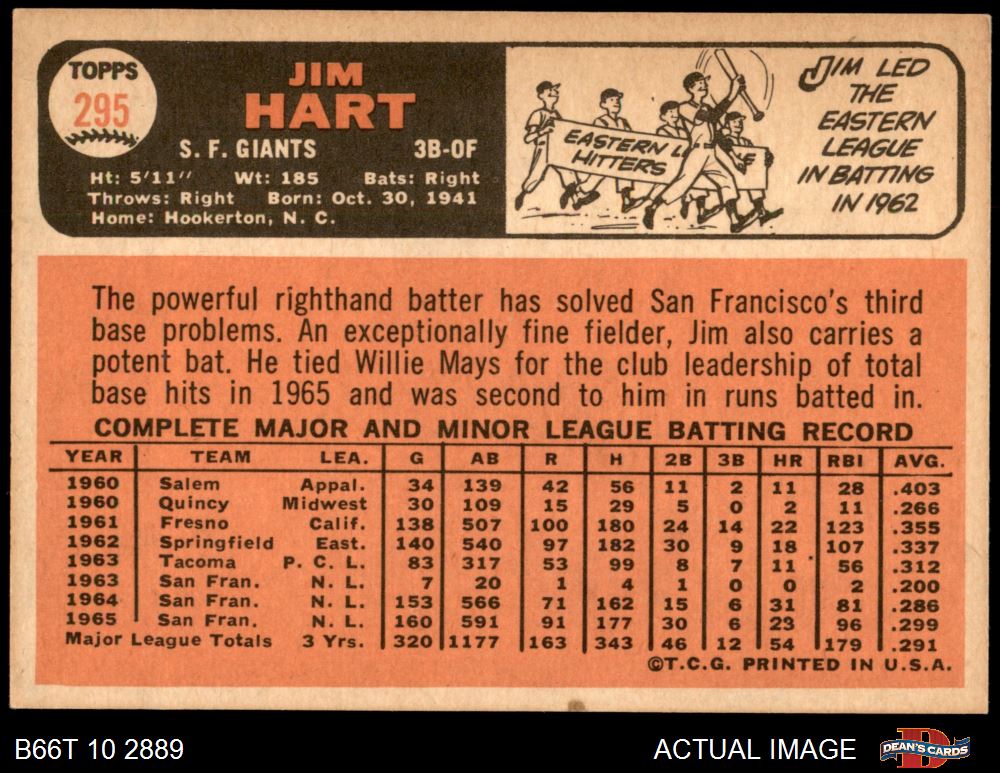 TOPPS
295
JIM
HART
S. F. GIANTS 3B-OF
Ht: 5'11" Wt: 185 Bats: Right
Throws: Right Born: Oct. 30, 1941
Home: Hookerton, N. C.
EASTERN L E
HITTERS
JIM LED
THE
EASTERN
LEAGUE
IN BATTING
IN 1962
The powerful righthand batter has solved San Francisco's third
base problems. An exceptionally fine fielder, Jim also carries a
potent bat. He tied Willie Mays for the club leadership of total
base hits in 1965 and was second to him in runs batted in.
COMPLETE MAJOR AND MINOR LEAGUE BATTING RECORD
YEAR TEAM LEA. G AB R H 2B 3B HR RBI AVG.
1960 Salem Appal. 34 139 42 56 11 2 11 28 .403
1960 Quincy Midwest 30 109 15 29 5 0 2 11 .266
1961 Fresno Calif. 138 507 100 180 24 14 22 123 .355
1962 Springfield East. 140 540 97 182 30 9 18 107 .337
1963 Tacoma P. C. L. 83 317 53 99 8 7 11 56 .312
1963 San Fran. N. L. 7 20 1 4 1 0 0 2 .200
1964 San Fran. N. L. 153 566 71 162 15 6 31 81 .286
1965 San Fran. N. L. 160 591 91 177 30 6 23 96 .299
Major League Totals 3 Yrs. 320 1177 163 343 46 12 54 179 .291
©T.C.G. PRINTED IN U.S.A.
B66T 10 2889 ACTUAL IMAGE DEAN'S CARDS